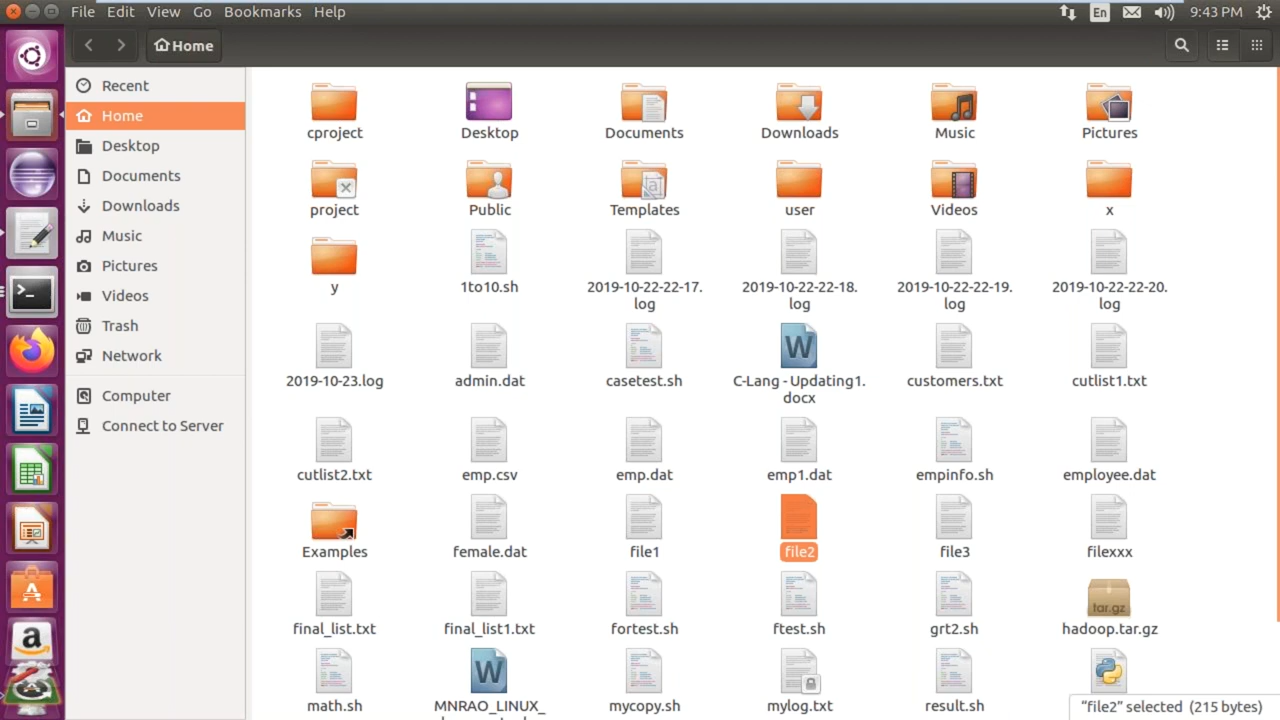 File Edit View Go Bookmarks Help
En
9:43 PM
Home
Recent
Home
Desktop
Documents
Downloads
Music
Pictures
Videos
Trash
Network
Computer
Connect to Server
cproject
Desktop
Documents
Downloads
Music
Pictures
project
Public
Templates
user
Videos
x
y
1to10.sh
2019-10-22-22-17.
log
2019-10-22-22-18.
log
2019-10-22-22-19.
log
2019-10-22-22-20.
log
2019-10-23.log
admin.dat
casetest.sh
C-Lang - Updating1.
docx
customers.txt
cutlist1.txt
cutlist2.txt
emp.csv
emp.dat
emp1.dat
empinfo.sh
employee.dat
Examples
female.dat
file1
file2
file3
filexxx
final_list.txt
final_list1.txt
fortest.sh
ftest.sh
grt2.sh
tar.gz
hadoop.tar.gz
math.sh
MNRAO_LINUX_
mycopy.sh
mylog.txt
result.sh
"file2" selected (215 bytes)